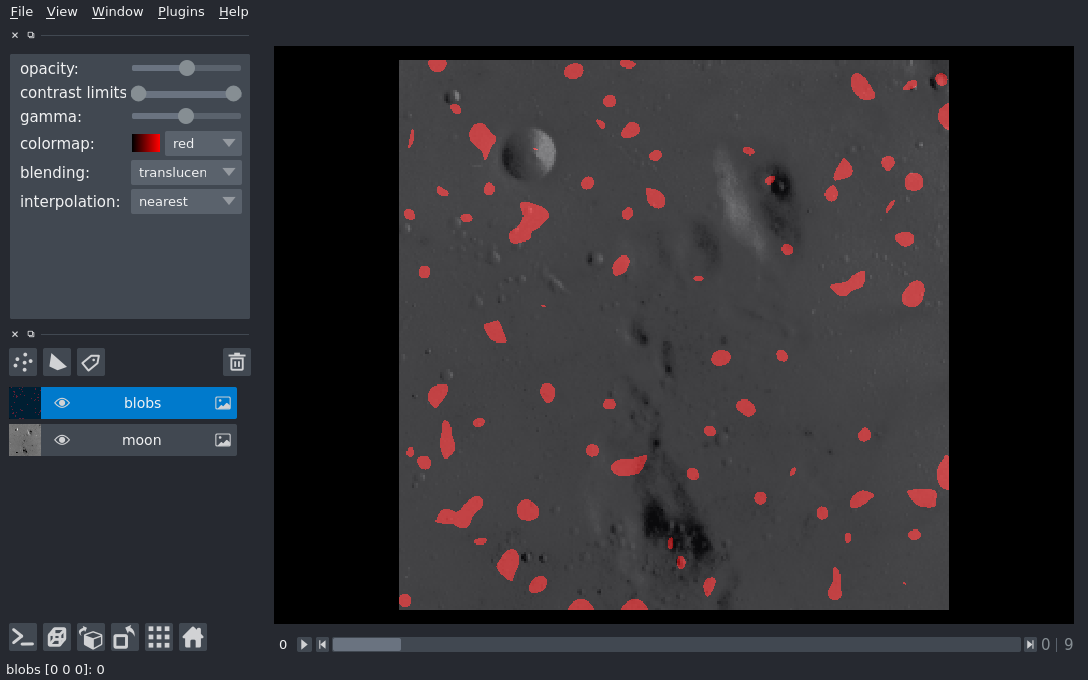 File View Window Plugins Help
opacity:
contrast limits
gamma:
colormap: red
blending: translucen
interpolation: nearest
blobs
moon
0 0 | 9
blobs [0 0 0]: 0